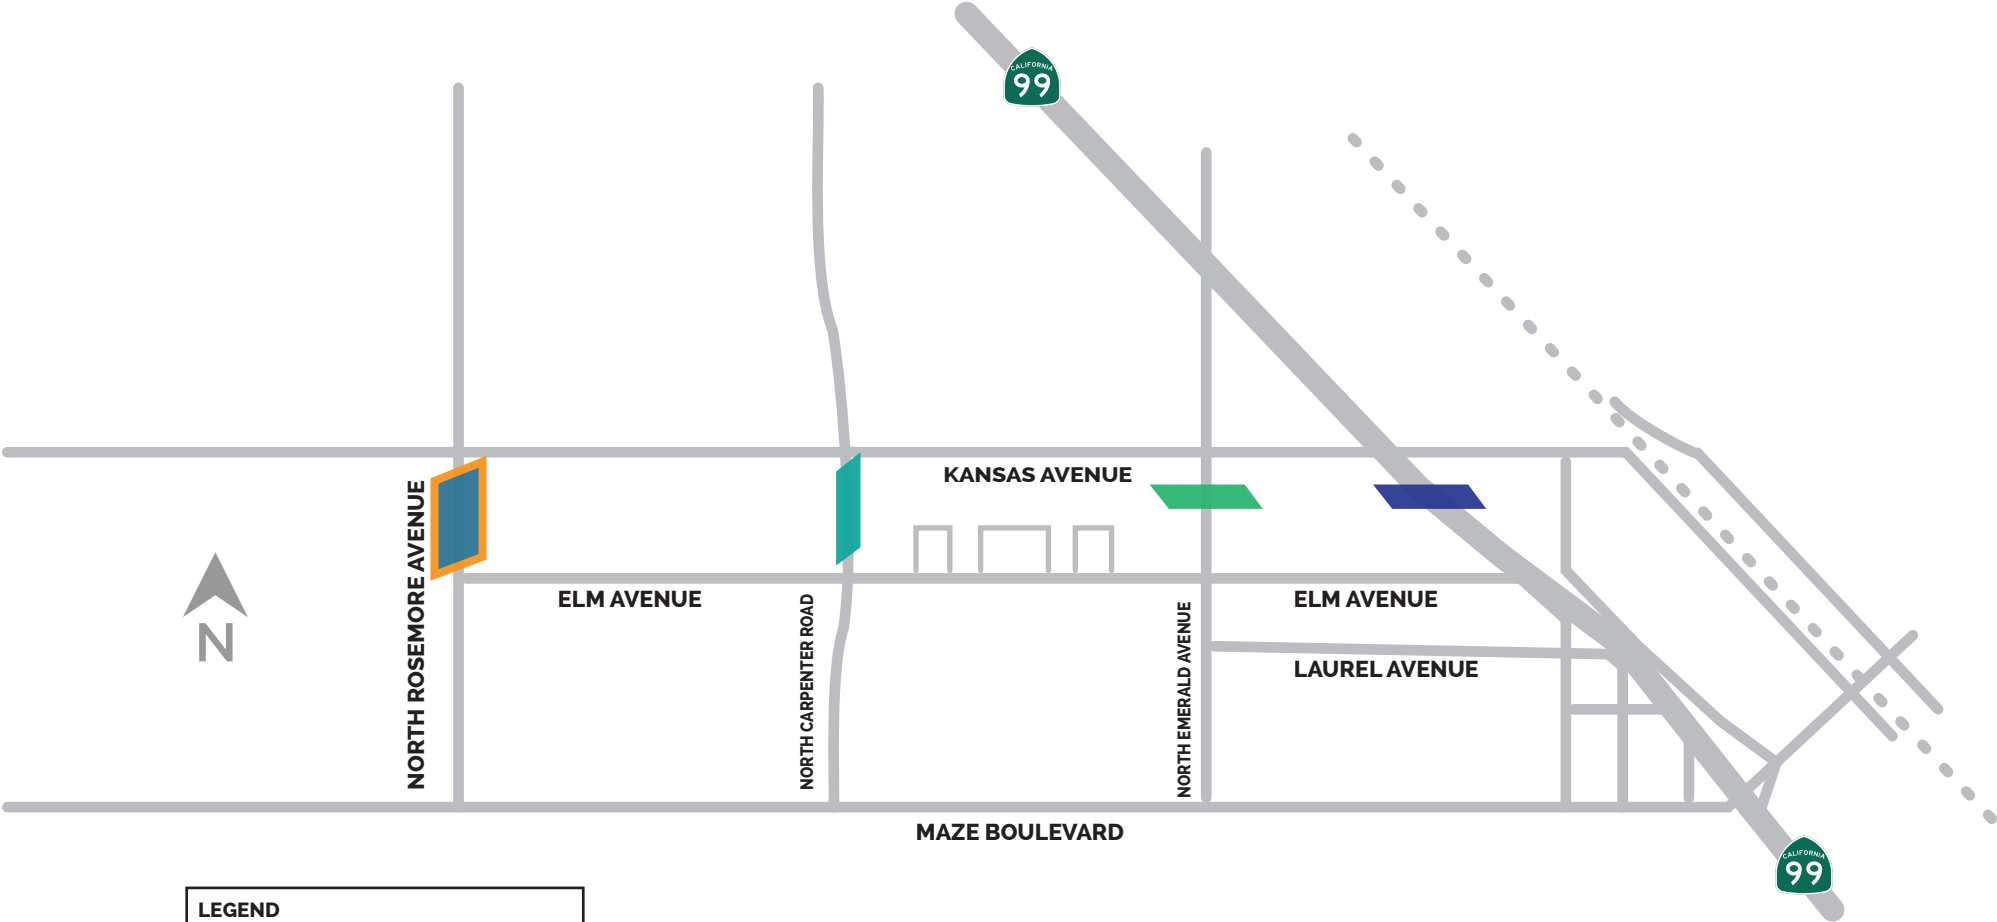 CALIFORNIA
99
KANSAS AVENUE
NORTH ROSEMORE AVENUE
ELM AVENUE
NORTH CARPENTER ROAD
NORTH EMERALD AVENUE
ELM AVENUE
LAUREL AVENUE
N
MAZE BOULEVARD
CALIFORNIA
99
LEGEND